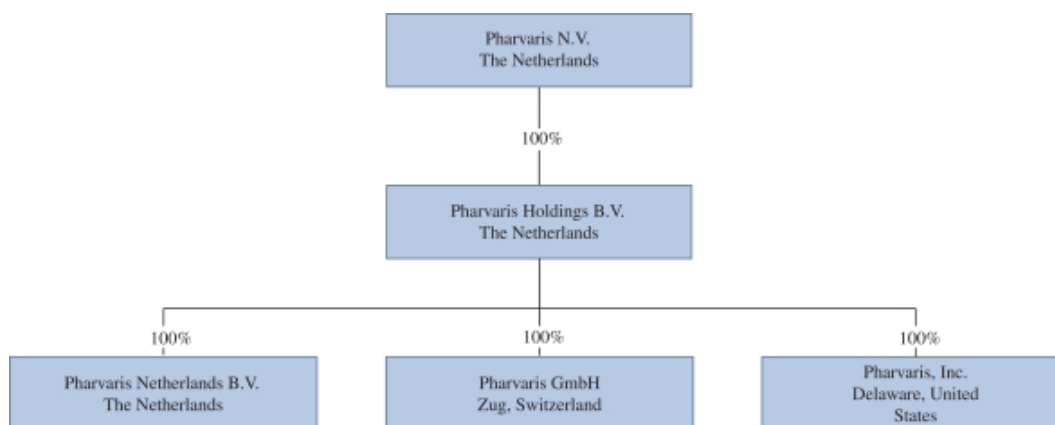 Pharvaris N.V.
The Netherlands
100%
Pharvaris Holdings B.V.
The Netherlands
100%
100%
100%
Pharvaris Netherlands B.V.
The Netherlands
Pharvaris GmbH
Zug, Switzerland
Pharvaris, Inc.
Delaware, United
States